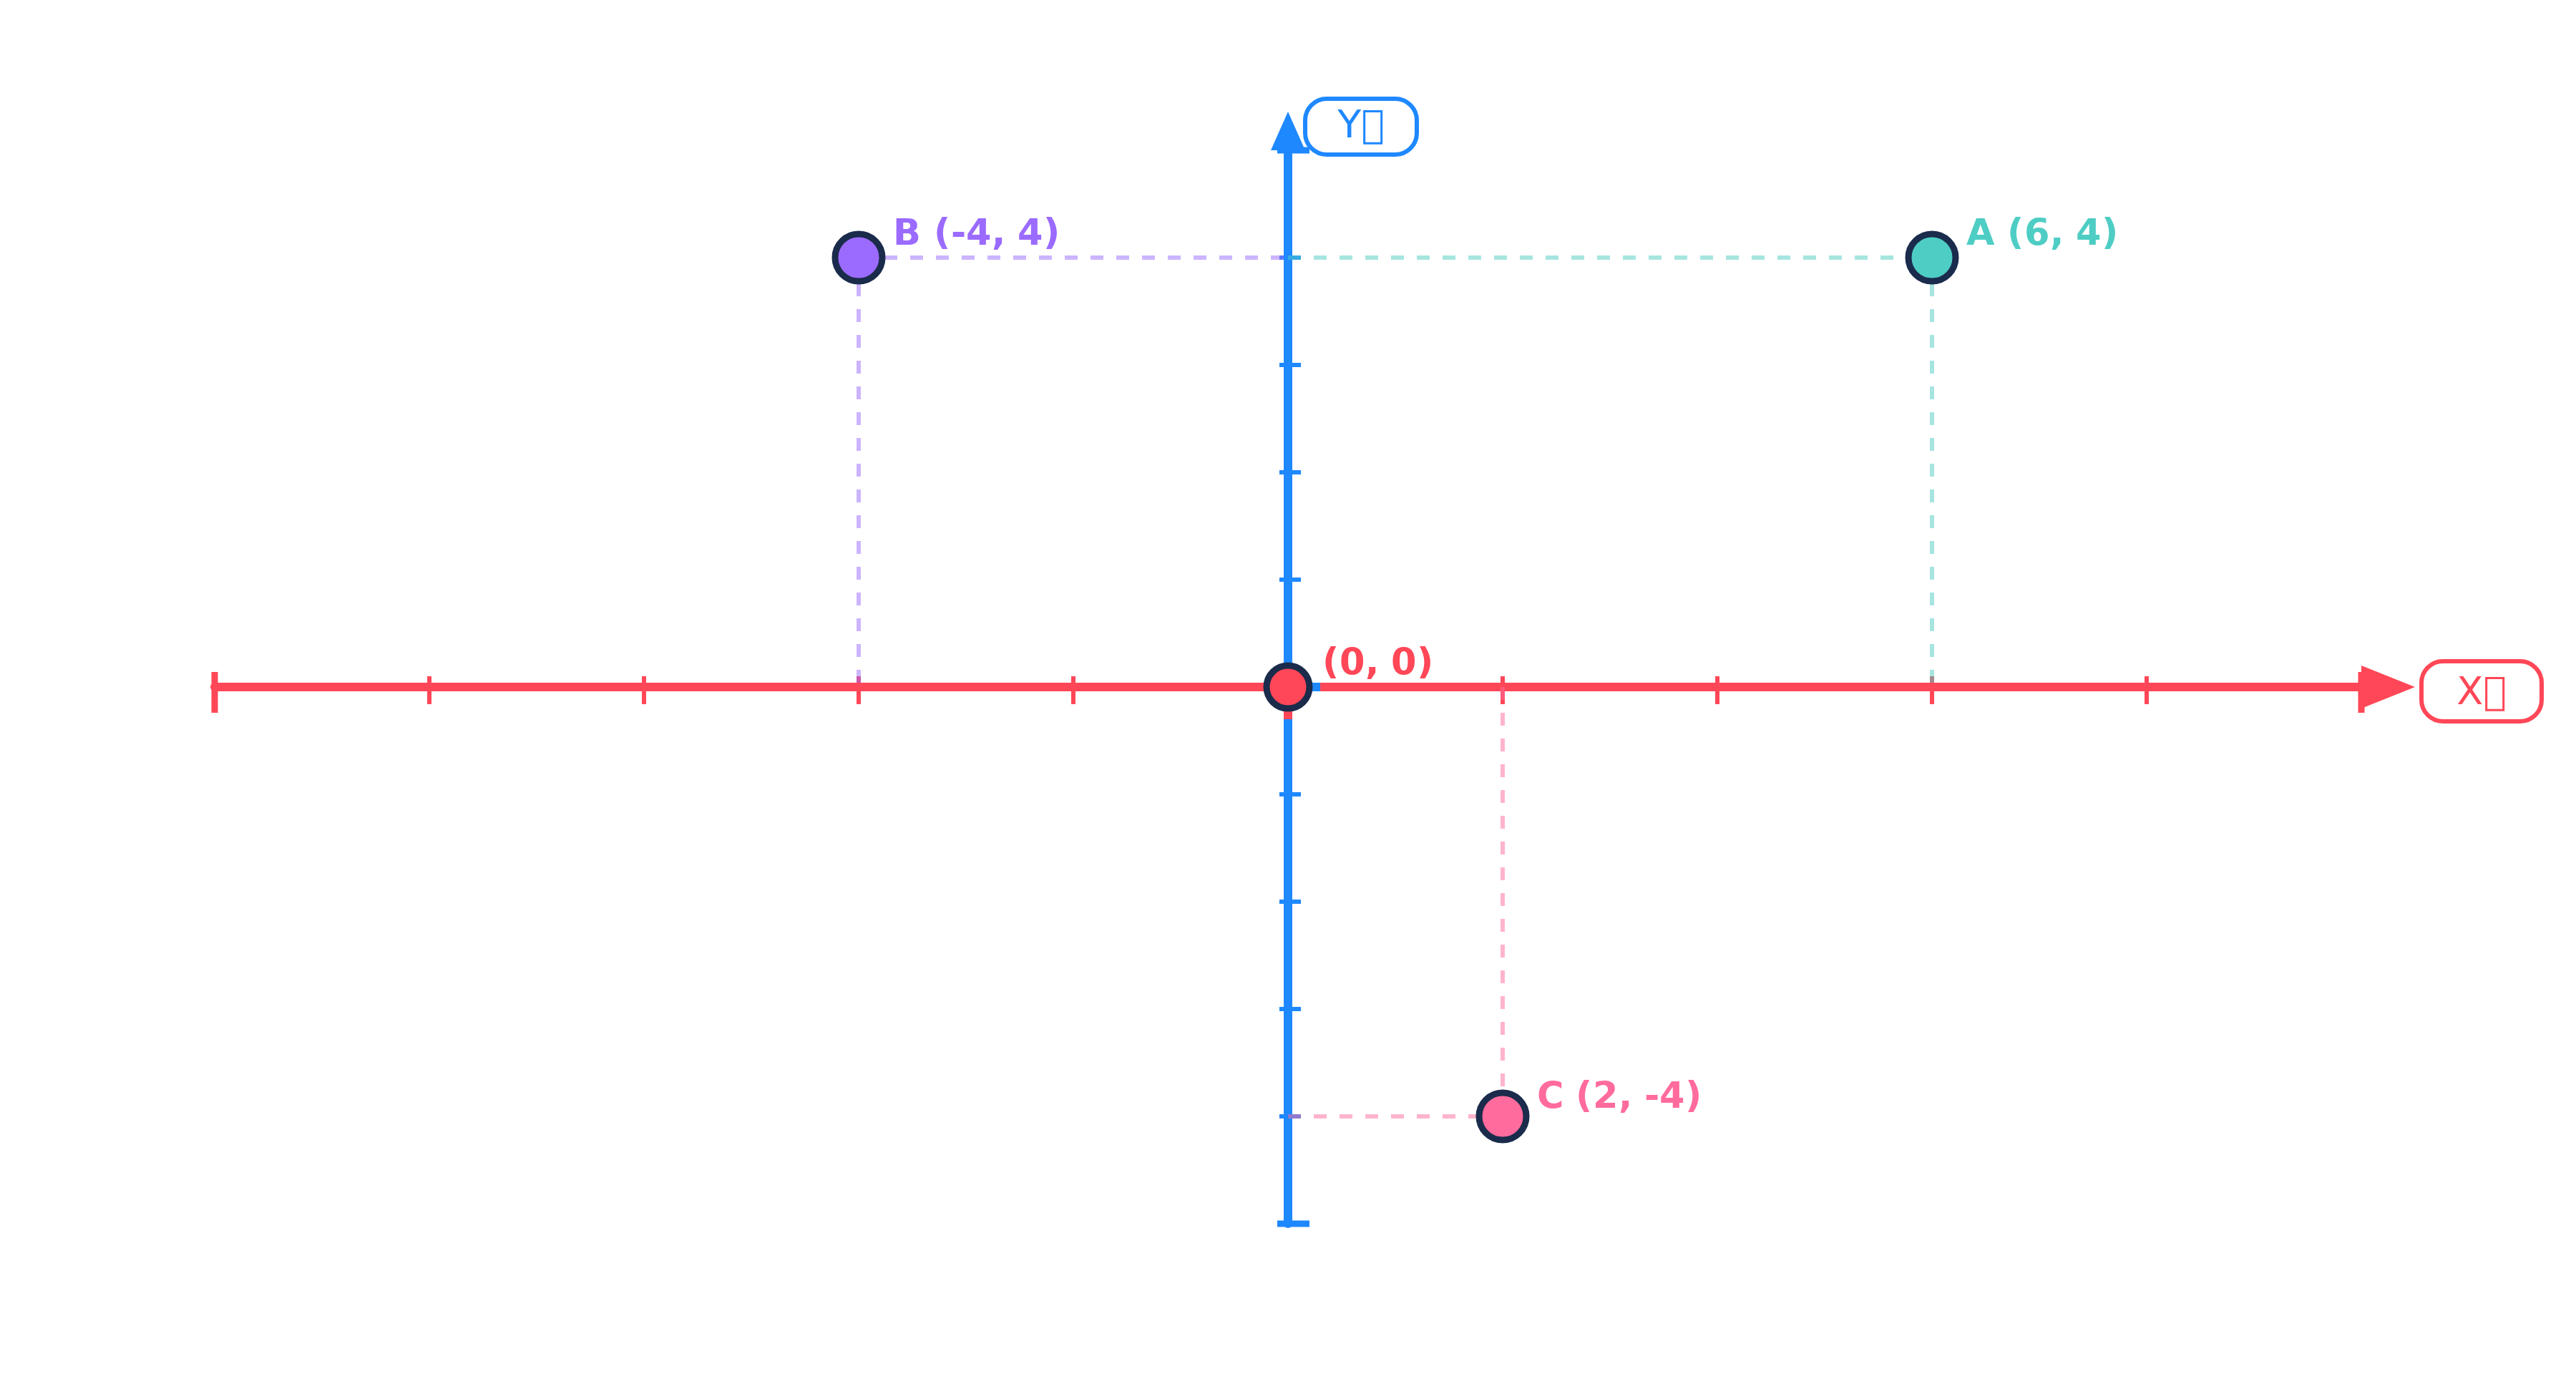 Y
B (-4, 4)
A (6, 4)
(0, 0)
X
C (2, -4)